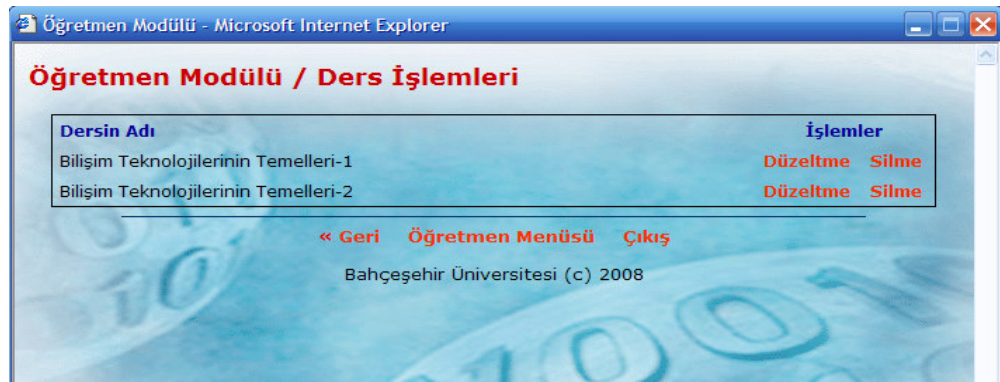 Öğretmen Modülü - Microsoft Internet Explorer
Öğretmen Modülü / Ders İşlemleri
Dersin Adı İşlemler
Bilişim Teknolojilerinin Temelleri-1 Düzeltme Silme
Bilişim Teknolojilerinin Temelleri-2 Düzeltme Silme
« Geri Öğretmen Menüsü Çıkış
Bahçeşehir Üniversitesi (c) 2008